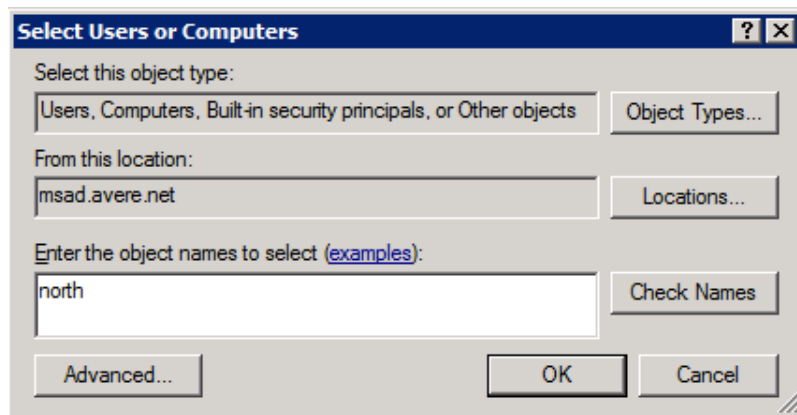 Select Users or Computers
Select this object type:
Users, Computers, Built-in security principals, or Other objects
Object Types...
From this location:
msad.avere.net
Locations...
Enter the object names to select (examples):
north
Check Names
Advanced...
OK
Cancel